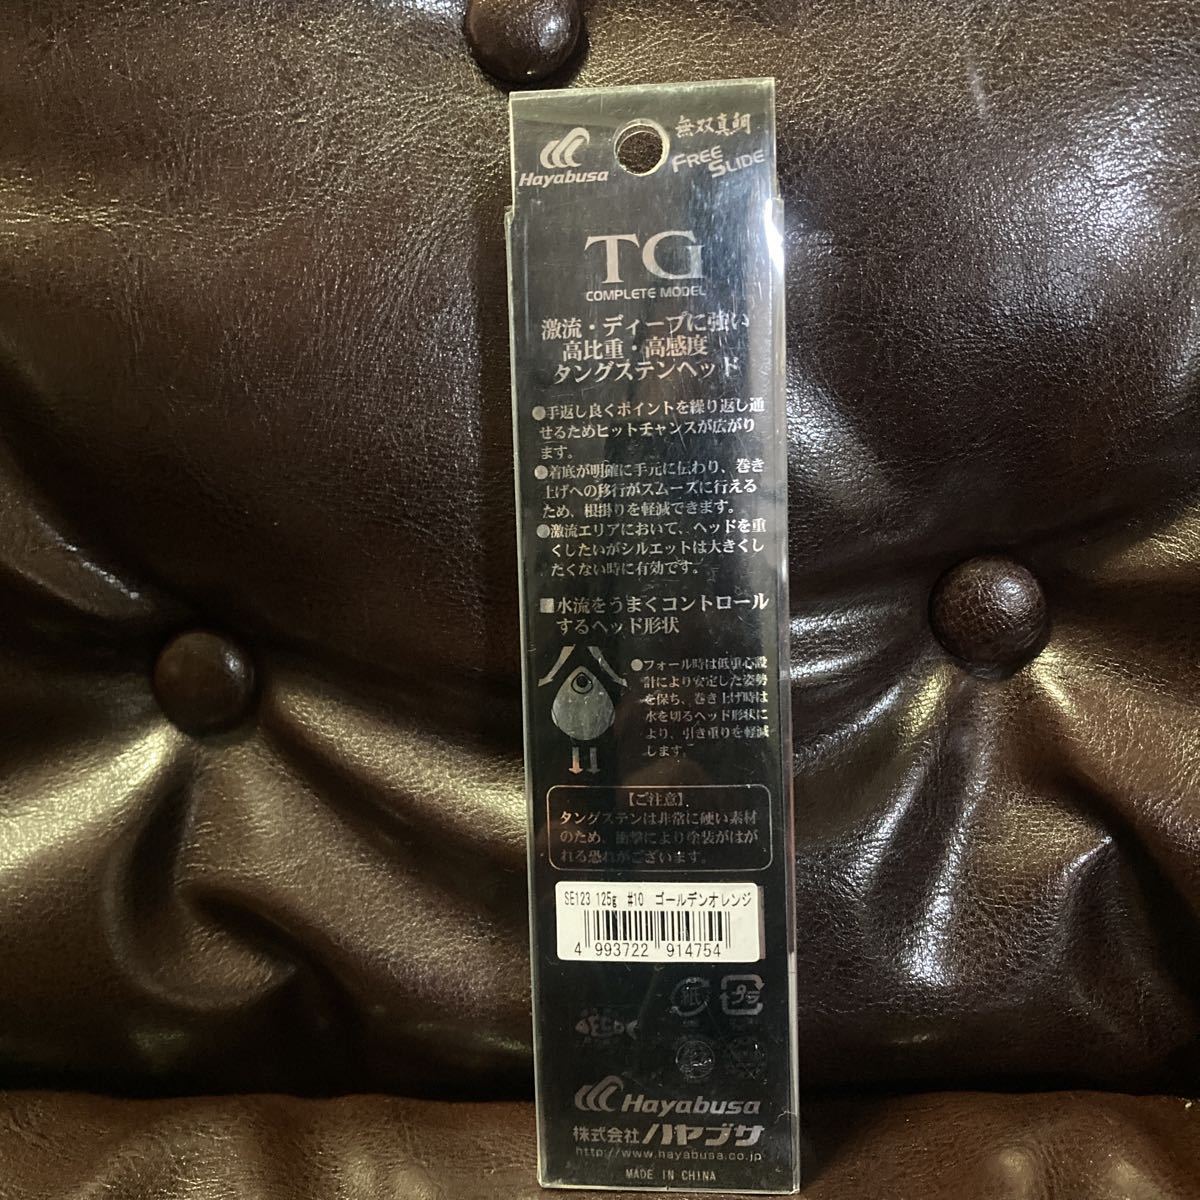 Hayabusa
無双真鯛
FREE
SLIDE
TG
COMPLETE MODEL
激流・ディープに強い
高比重・高感度
タングステンヘッド
●手返し良くポイントを繰り返し通
せるためヒットチャンスが広がり
ます。
●着底が明確に手元に伝わり、巻き
上げへの移行がスムーズに行える
ため、根掛りを軽減できます。
●激流エリアにおいて、ヘッドを重
くしたいがシルエットは大きくし
たくない時に有効です。
■水流をうまくコントロール
するヘッド形状
●フォール時は低重心設
計により安定した姿勢
を保ち、巻き上げ時は
水を切るヘッド形状に
より、引き重りを軽減
します。
【ご注意】
タングステンは非常に硬い素材
のため、衝撃により塗装がはが
れる恐れがございます。
SE123 125g #10 ゴールデンオレンジ
4 993722 914754
紙 プラ
Hayabusa
株式会社ハヤブサ
http://www.hayabusa.co.jp
MADE IN CHINA